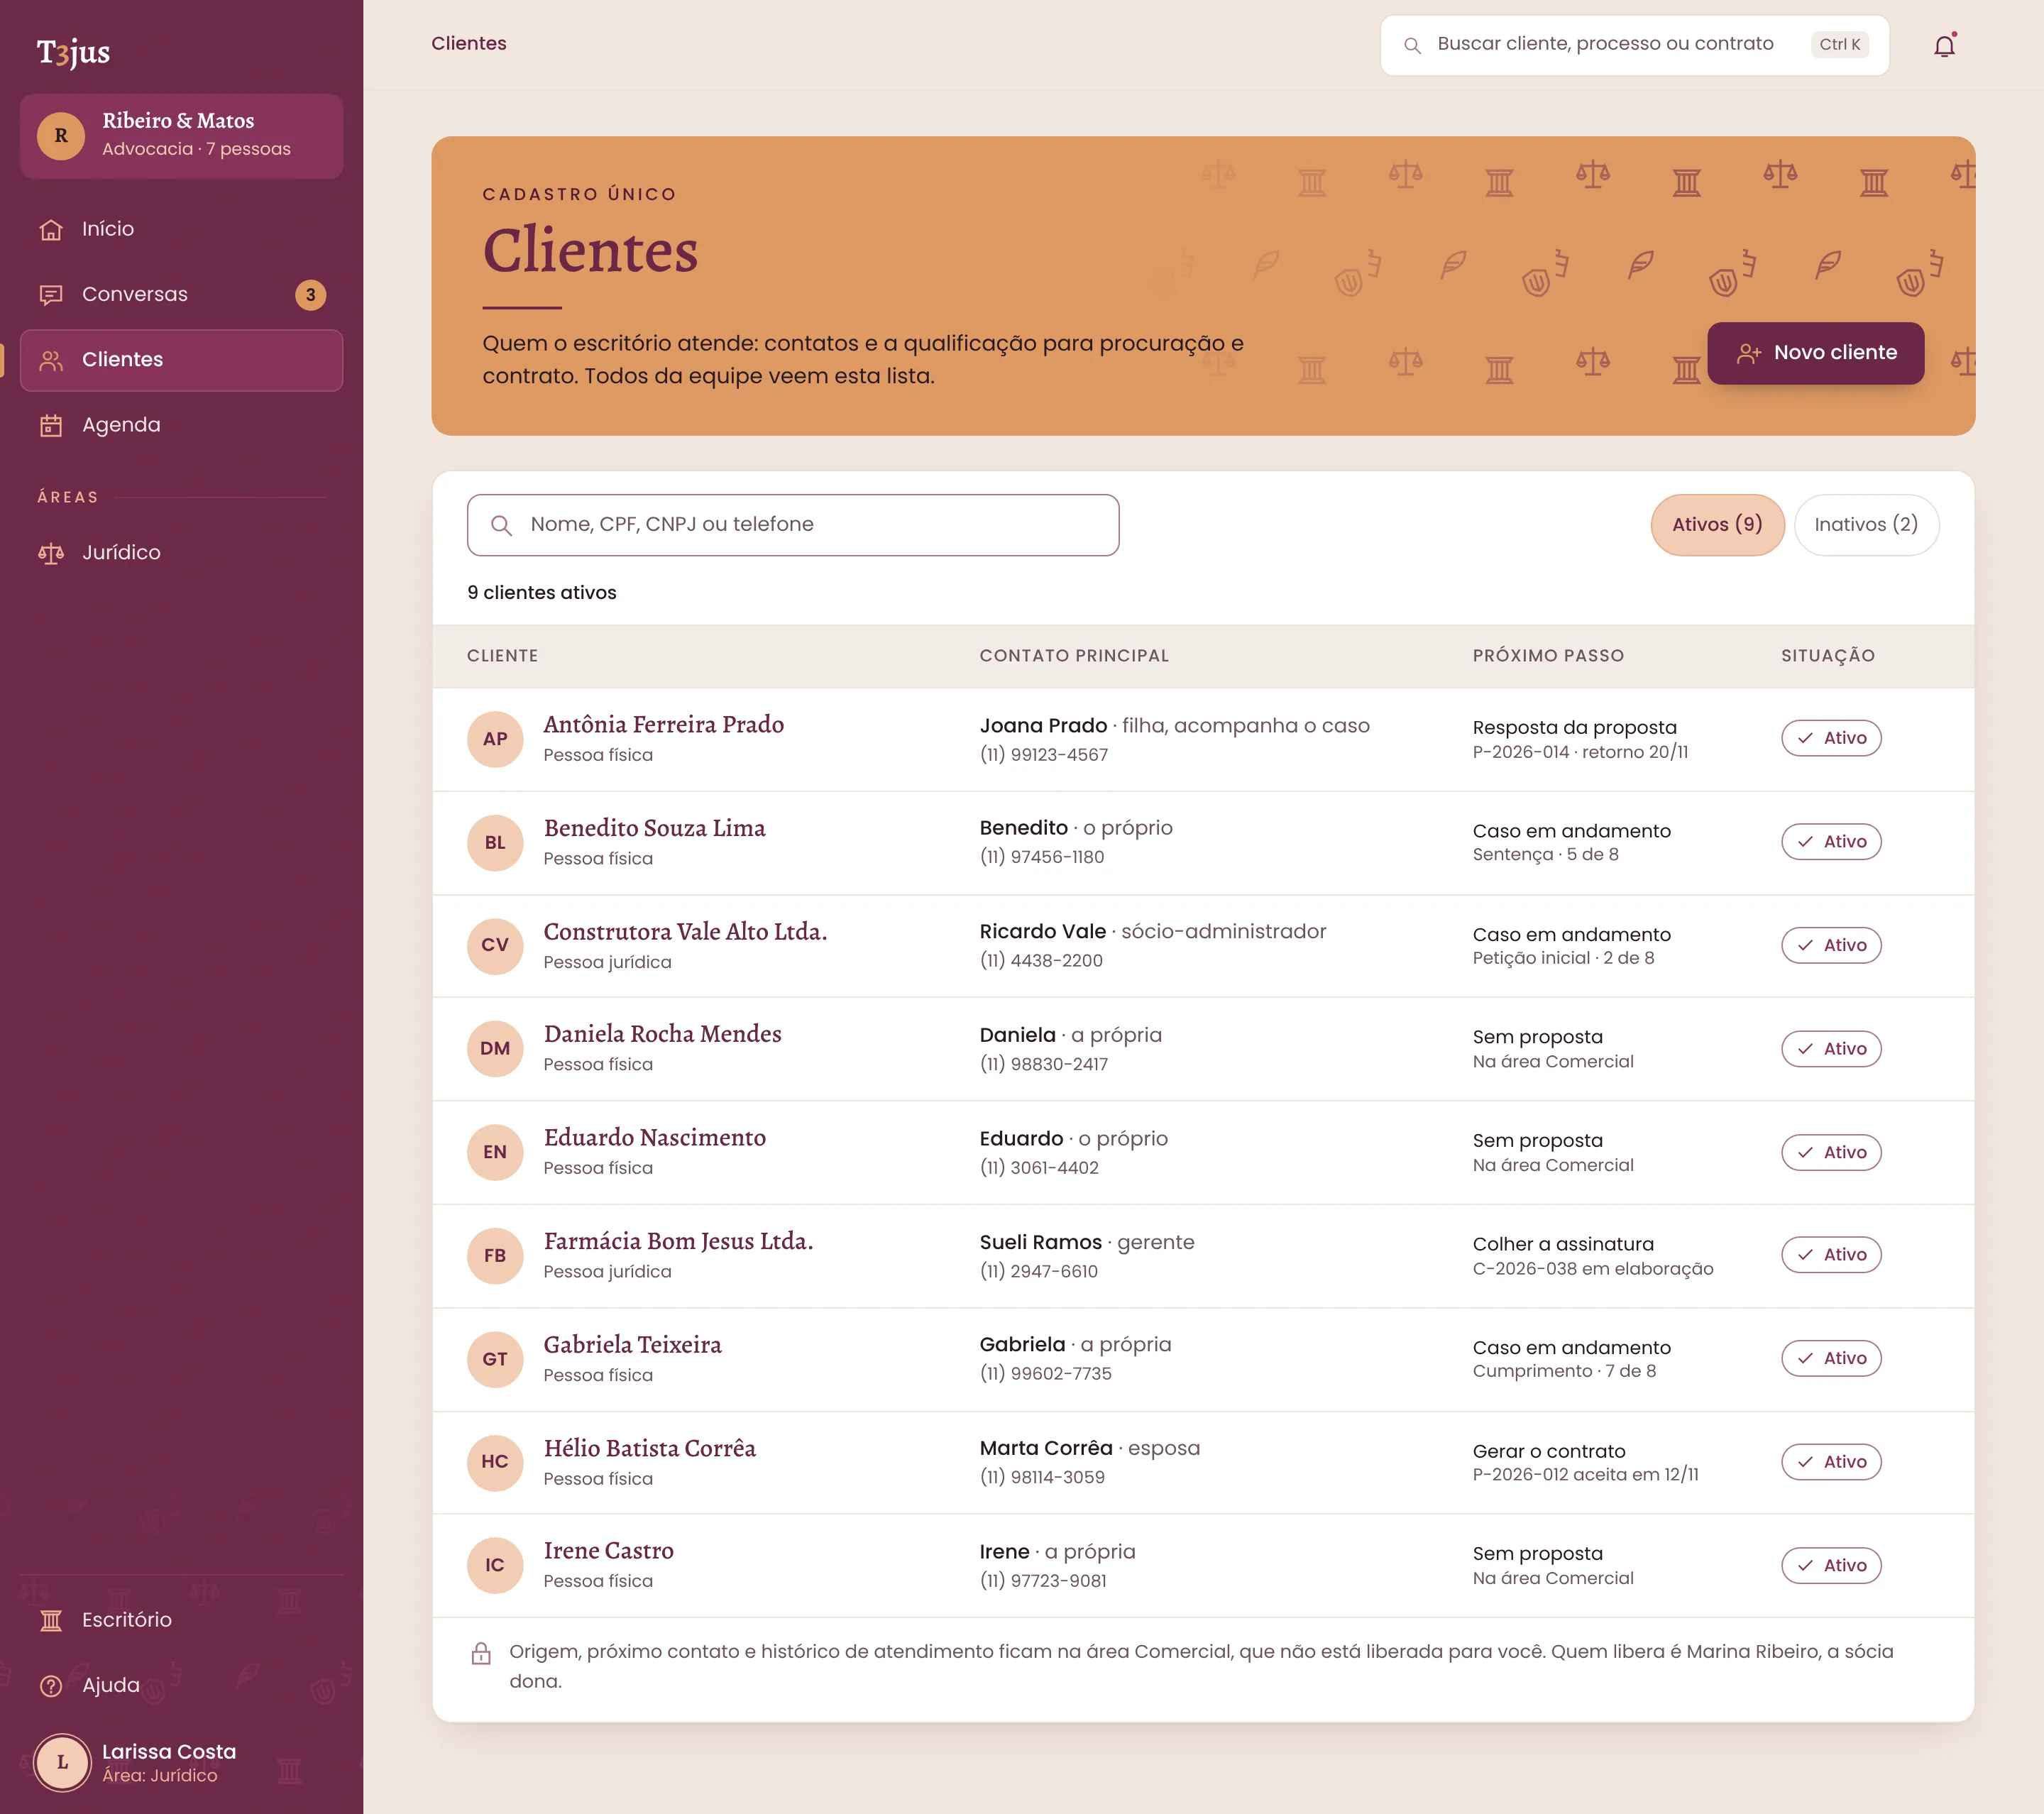 T3jus
R
Ribeiro & Matos
Advocacia · 7 pessoas
Início
Conversas
3
Clientes
Agenda
ÁREAS
Jurídico
Escritório
Ajuda
L
Larissa Costa
Área: Jurídico
Clientes
Buscar cliente, processo ou contrato
Ctrl K
CADASTRO ÚNICO
Clientes
Quem o escritório atende: contatos e a qualificação para procuração e
contrato. Todos da equipe veem esta lista.
Novo cliente
Nome, CPF, CNPJ ou telefone
Ativos (9)
Inativos (2)
9 clientes ativos
CLIENTE
CONTATO PRINCIPAL
PRÓXIMO PASSO
SITUAÇÃO
AP
Antônia Ferreira Prado
Pessoa física
Joana Prado · filha, acompanha o caso
(11) 99123-4567
Resposta da proposta
P-2026-014 · retorno 20/11
Ativo
BL
Benedito Souza Lima
Pessoa física
Benedito · o próprio
(11) 97456-1180
Caso em andamento
Sentença · 5 de 8
Ativo
CV
Construtora Vale Alto Ltda.
Pessoa jurídica
Ricardo Vale · sócio-administrador
(11) 4438-2200
Caso em andamento
Petição inicial · 2 de 8
Ativo
DM
Daniela Rocha Mendes
Pessoa física
Daniela · a própria
(11) 98830-2417
Sem proposta
Na área Comercial
Ativo
EN
Eduardo Nascimento
Pessoa física
Eduardo · o próprio
(11) 3061-4402
Sem proposta
Na área Comercial
Ativo
FB
Farmácia Bom Jesus Ltda.
Pessoa jurídica
Sueli Ramos · gerente
(11) 2947-6610
Colher a assinatura
C-2026-038 em elaboração
Ativo
GT
Gabriela Teixeira
Pessoa física
Gabriela · a própria
(11) 99602-7735
Caso em andamento
Cumprimento · 7 de 8
Ativo
HC
Hélio Batista Corrêa
Pessoa física
Marta Corrêa · esposa
(11) 98114-3059
Gerar o contrato
P-2026-012 aceita em 12/11
Ativo
IC
Irene Castro
Pessoa física
Irene · a própria
(11) 97723-9081
Sem proposta
Na área Comercial
Ativo
Origem, próximo contato e histórico de atendimento ficam na área Comercial, que não está liberada para você. Quem libera é Marina Ribeiro, a sócia
dona.